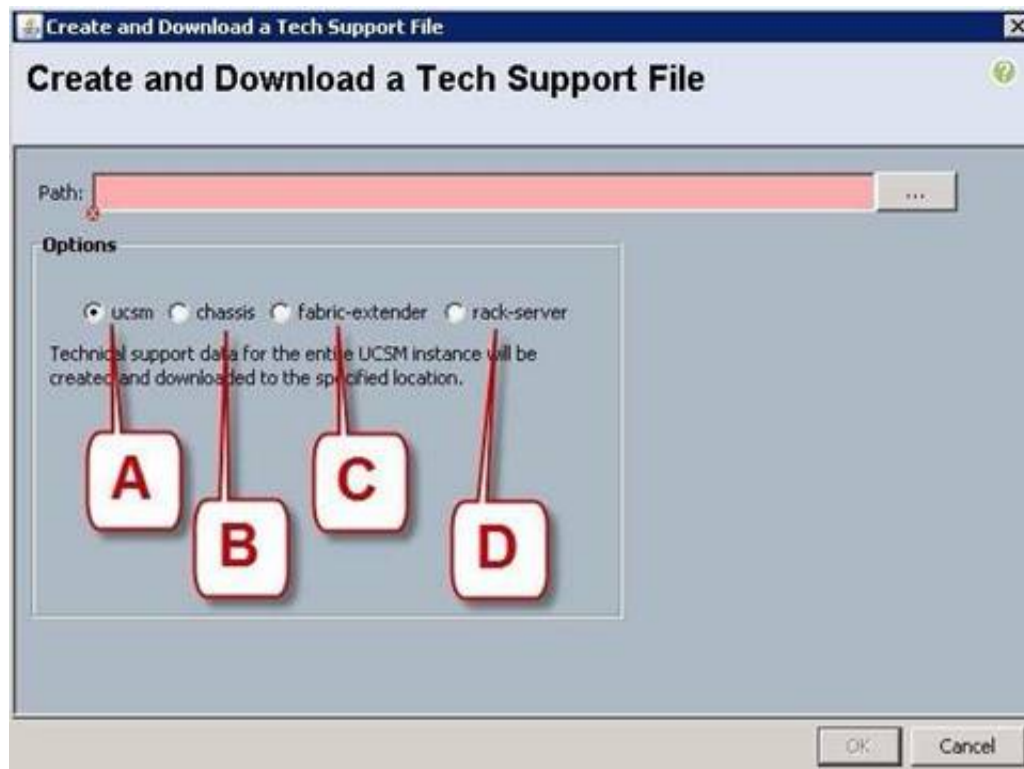 Create and Download a Tech Support File
Create and Download a Tech Support File
Path:
...
Options
ucsm chassis fabric-extender rack-server
Technical support data for the entire UCSM instance will be
created and downloaded to the specified location.
A
B
C
D
OK Cancel